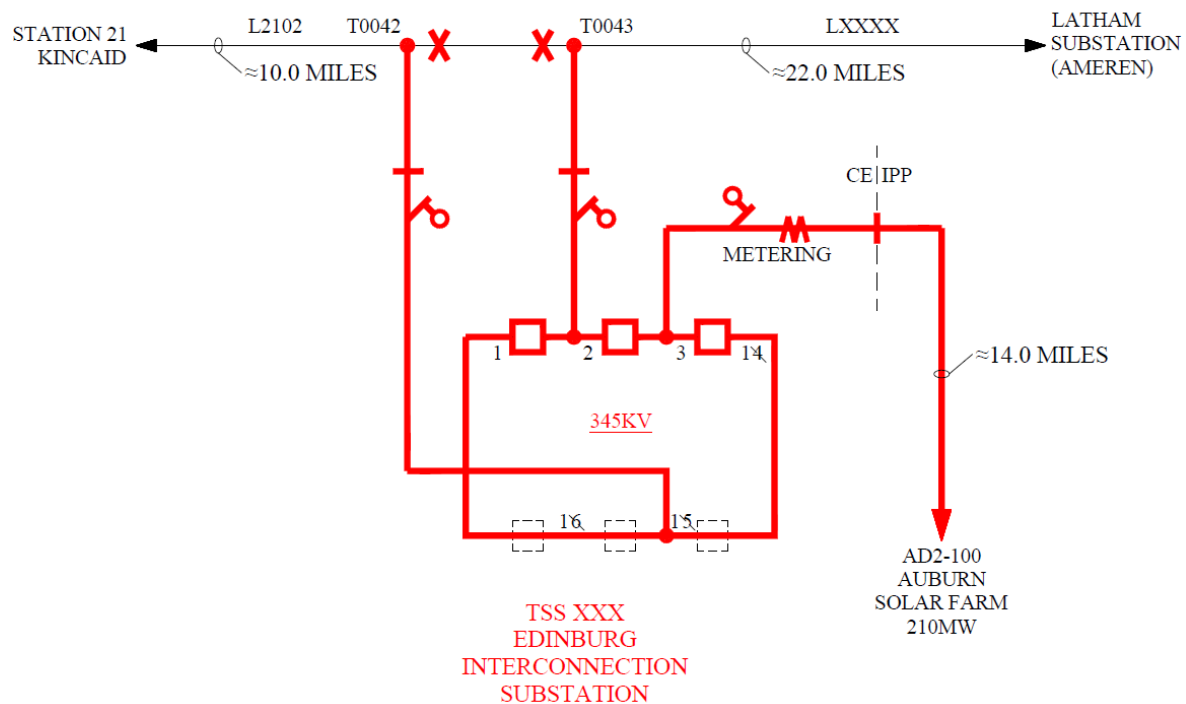 STATION 21
KINCAID
L2102
T0042
T0043
LXXXX
LATHAM
SUBSTATION
(AMEREN)
≈10.0 MILES
≈22.0 MILES
CE IPP
METERING
1
2
3
14
≈14.0 MILES
345KV
16
15
AD2-100
AUBURN
SOLAR FARM
210MW
TSS XXX
EDINBURG
INTERCONNECTION
SUBSTATION